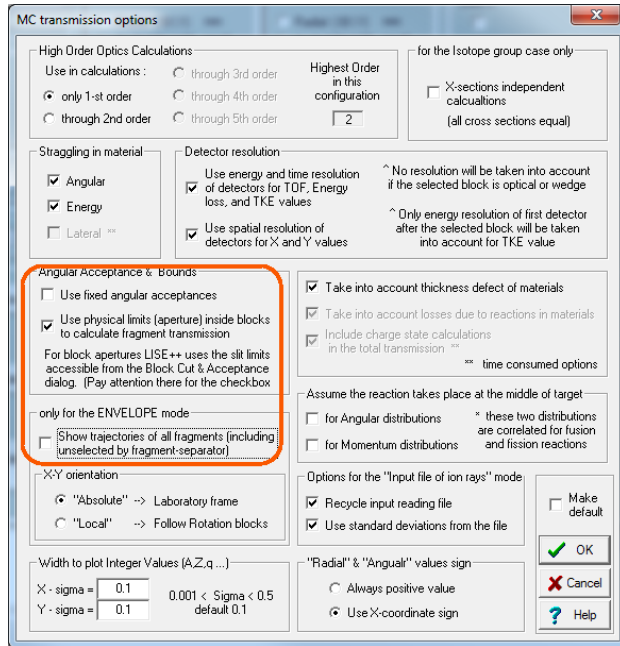 MC transmission options
High Order Optics Calculations
Use in calculations :
only 1-st order
through 2nd order
through 3rd order
through 4th order
through 5th order
Highest Order
in this
configuration
2
for the Isotope group case only
X-sections independent
calcualtions
(all cross sections equal)
Straggling in material
Angular
Energy
Lateral **
Detector resolution
Use energy and time resolution
of detectors for TOF, Energy
loss, and TKE values
Use spatial resolution of
detectors for X and Y values
^ No resolution will be taken into account
if the selected block is optical or wedge
^ Only energy resolution of first detector
after the selected block will be taken
into account for TKE value
Angular Acceptance & Bounds
Use fixed angular acceptances
Use physical limits (aperture) inside blocks
to calculate fragment transmission
For block apertures LISE++ uses the slit limits
accessible from the Block Cut & Acceptance
dialog. (Pay attention there for the checkbox
only for the ENVELOPE mode
Show trajectories of all fragments (including
unselected by fragment-separator)
X-Y orientation
"Absolute" --> Laboratory frame
"Local" --> Follow Rotation blocks
Width to plot Integer Values (A,Z,q ...)
X - sigma = 0.1
Y - sigma = 0.1
0.001 < Sigma < 0.5
default 0.1
Take into account thickness defect of materials
Take into account losses due to reactions in materials
Include charge state calculations
in the total transmission **
** time consumed options
Assume the reaction takes place at the middle of target
for Angular distributions
for Momentum distributions
* these two distributions
are correlated for fusion
and fission reactions
Options for the "Input file of ion rays" mode
Recycle input reading file
Use standard deviations from the file
"Radial" & "Angualr" values sign
Always positive value
Use X-coordinate sign
Make
default
OK
Cancel
? Help